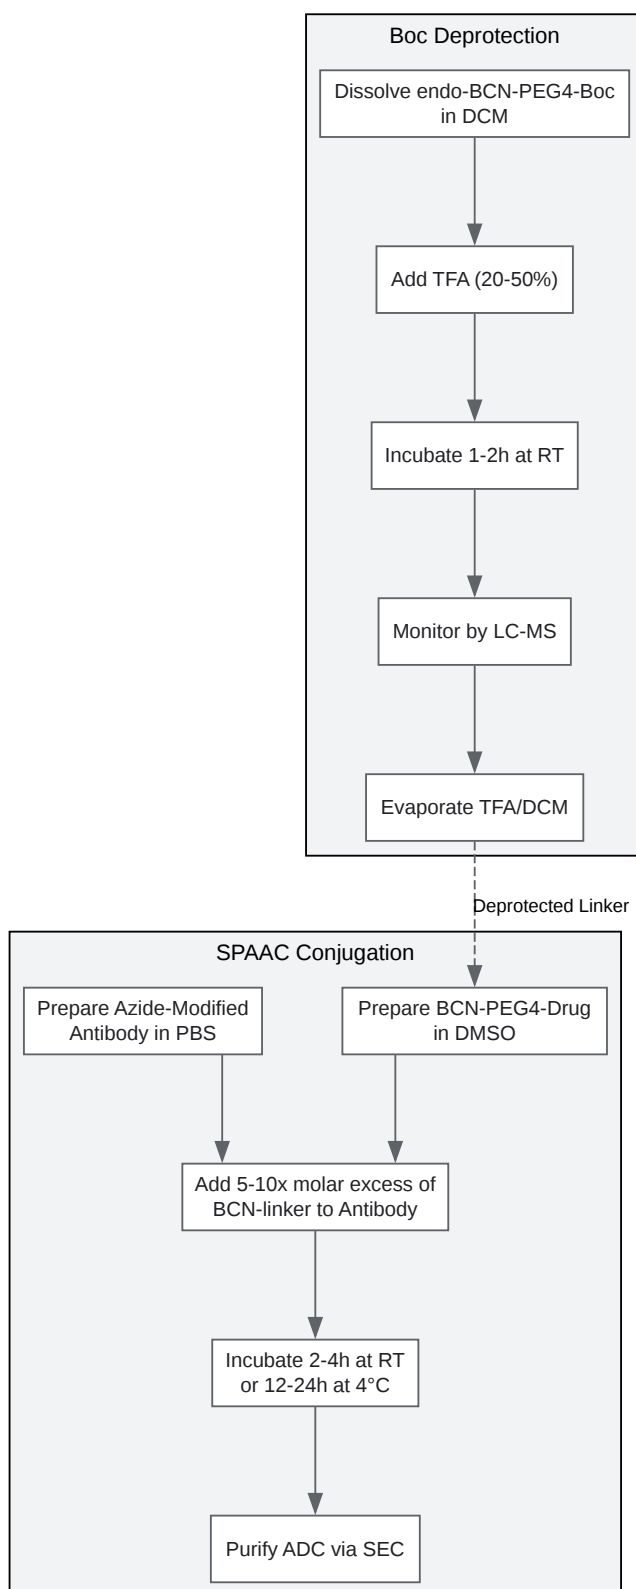 Boc Deprotection
Dissolve endo-BCN-PEG4-Boc
in DCM
Add TFA (20-50%)
Incubate 1-2h at RT
Monitor by LC-MS
Evaporate TFA/DCM
Deprotected Linker
SPAAC Conjugation
Prepare Azide-Modified
Antibody in PBS
Prepare BCN-PEG4-Drug
in DMSO
Add 5-10x molar excess of
BCN-linker to Antibody
Incubate 2-4h at RT
or 12-24h at 4°C
Purify ADC via SEC